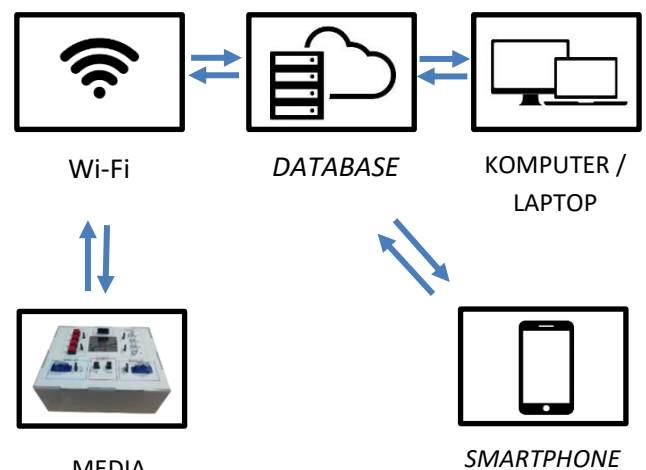 Wi-Fi
DATABASE
KOMPUTER /
LAPTOP
MEDIA
SMARTPHONE